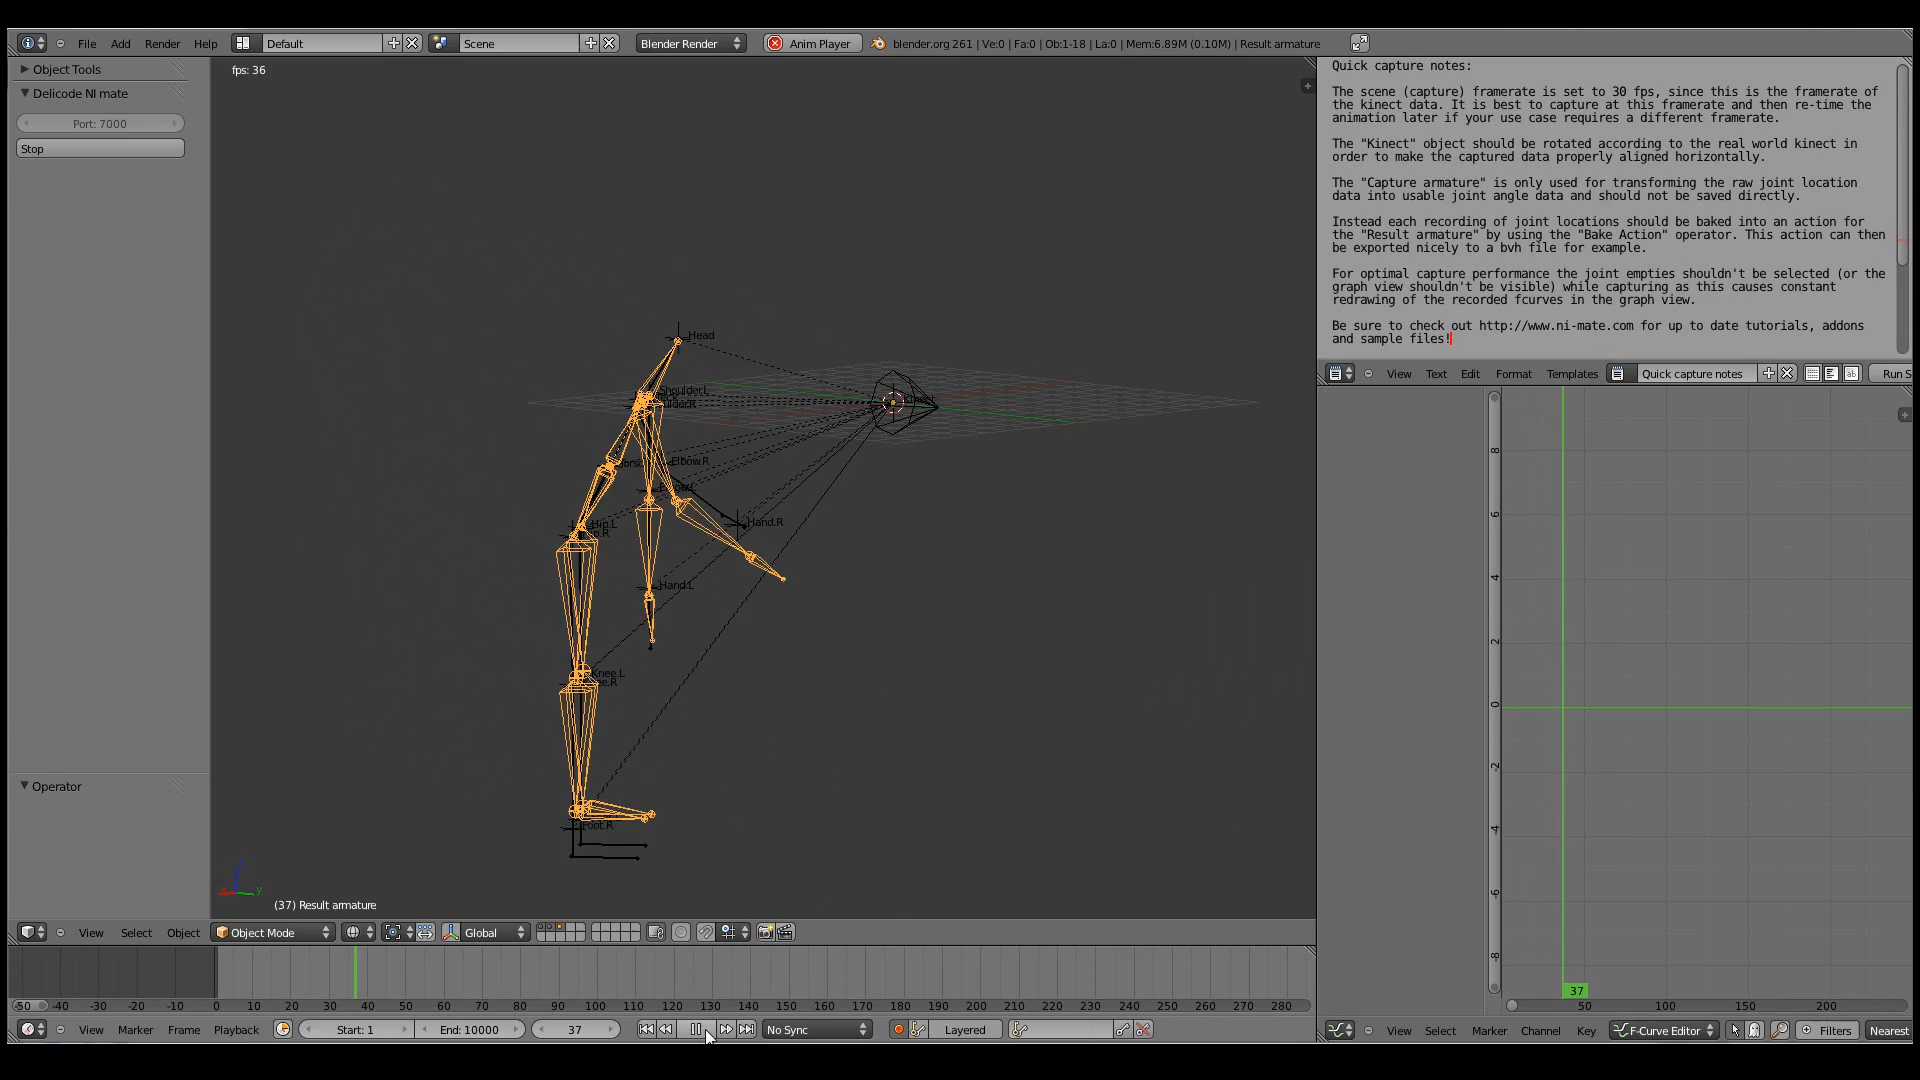 File Add Render Help Default Scene Blender Render Anim Player blender.org 261 | Ve:0 | Fa:0 | Ob:1-18 | La:0 | Mem:6.89M (0.10M) | Result armature
Object Tools
Delicode NI mate
Port: 7000
Stop
Operator
fps: 36
Head
Shoulder.L
Kinect
Elbow.R
Hand.R
Hip.L
Hand.L
Knee.L
Foot.R
y
(37) Result armature
View Select Object Object Mode Global
-50 -40 -30 -20 -10 0 10 20 30 40 50 60 70 80 90 100 110 120 130 140 150 160 170 180 190 200 210 220 230 240 250 260 270 280
View Marker Frame Playback Start: 1 End: 10000 37 No Sync Layered
Quick capture notes:
The scene (capture) framerate is set to 30 fps, since this is the framerate of
the kinect data. It is best to capture at this framerate and then re-time the
animation later if your use case requires a different framerate.
The "Kinect" object should be rotated according to the real world kinect in
order to make the captured data properly aligned horizontally.
The "Capture armature" is only used for transforming the raw joint location
data into usable joint angle data and should not be saved directly.
Instead each recording of joint locations should be baked into an action for
the "Result armature" by using the "Bake Action" operator. This action can then
be exported nicely to a bvh file for example.
For optimal capture performance the joint empties shouldn't be selected (or the
graph view shouldn't be visible) while capturing as this causes constant
redrawing of the recorded fcurves in the graph view.
Be sure to check out http://www.ni-mate.com for up to date tutorials, addons
and sample files!
View Text Edit Format Templates Quick capture notes Run S
8
6
4
2
0
-2
-4
-6
-8
37
50 100 150 200
View Select Marker Channel Key F-Curve Editor Filters Nearest